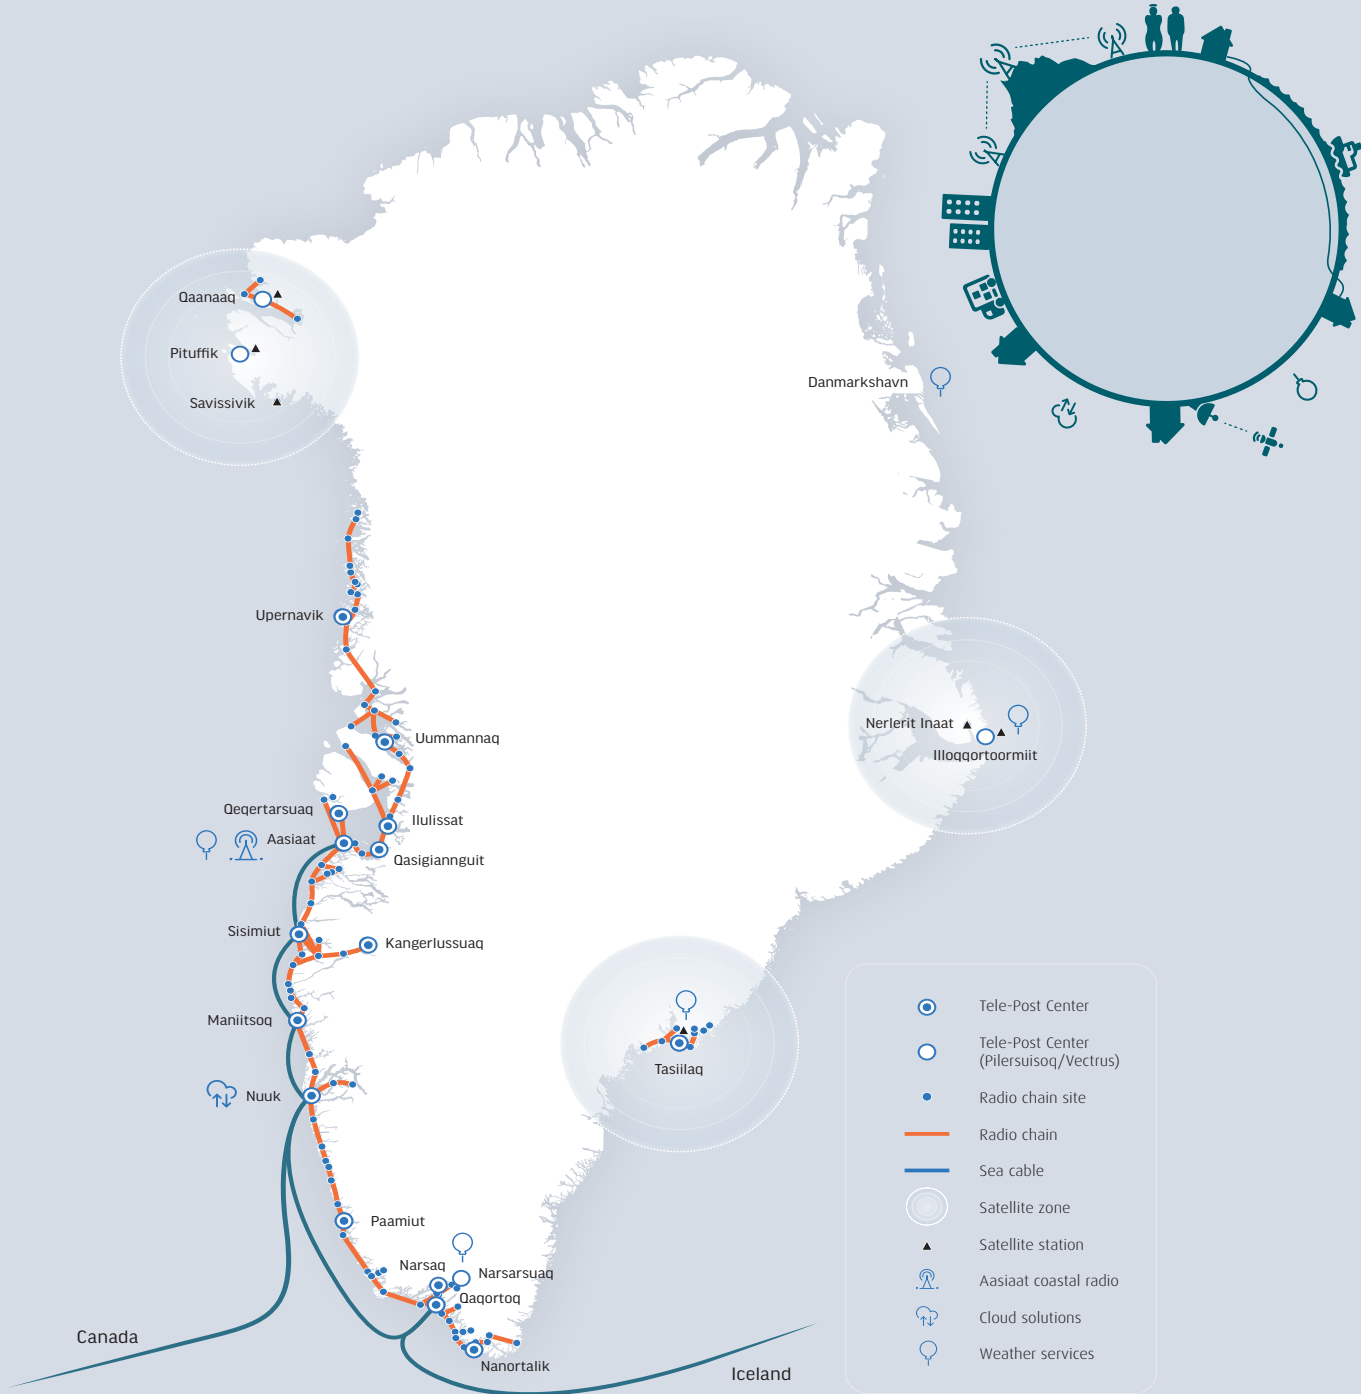 Qaanaaq
Pituffik
Savissivik
Danmarkshavn
Upernavik
Nerlerit Inaat
Illoqqortoormiit
Uummannaq
Qeqertarsuaq
Ilulissat
Aasiaat
Qasigiannguit
Sisimiut
Kangerlussuaq
Maniitsoq
Tasiilaq
Nuuk
Paamiut
Narsaq
Narsarsuaq
Qaqortoq
Nanortalik
Canada
Iceland
Tele-Post Center
Tele-Post Center
(Pilersuisoq/Vectrus)
Radio chain site
Radio chain
Sea cable
Satellite zone
Satellite station
Aasiaat coastal radio
Cloud solutions
Weather services